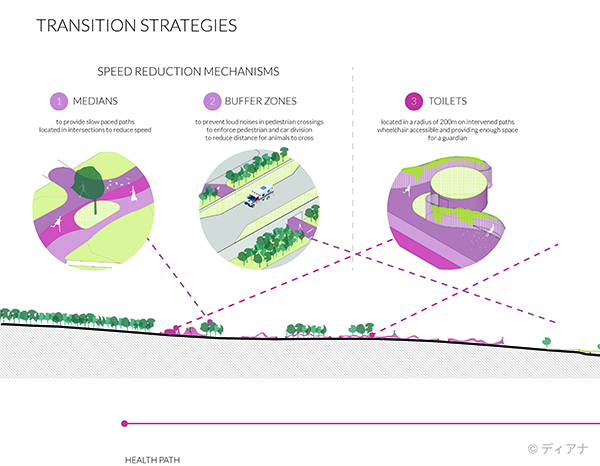 TRANSITION STRATEGIES
SPEED REDUCTION MECHANISMS
1 MEDIANS
to provide slow paced paths
located in intersections to reduce speed
2 BUFFER ZONES
to prevent loud noises in pedestrian crossings
to enforce pedestrian and car division
to reduce distance for animals to cross
3 TOILETS
located in a radius of 200m on intervened paths
wheelchair accessible and providing enough space
for a guardian
HEALTH PATH
© ディアナ